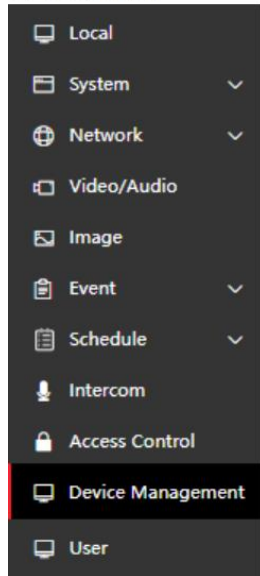 Local
System
Network
Video/Audio
Image
Event
Schedule
Intercom
Access Control
Device Management
User